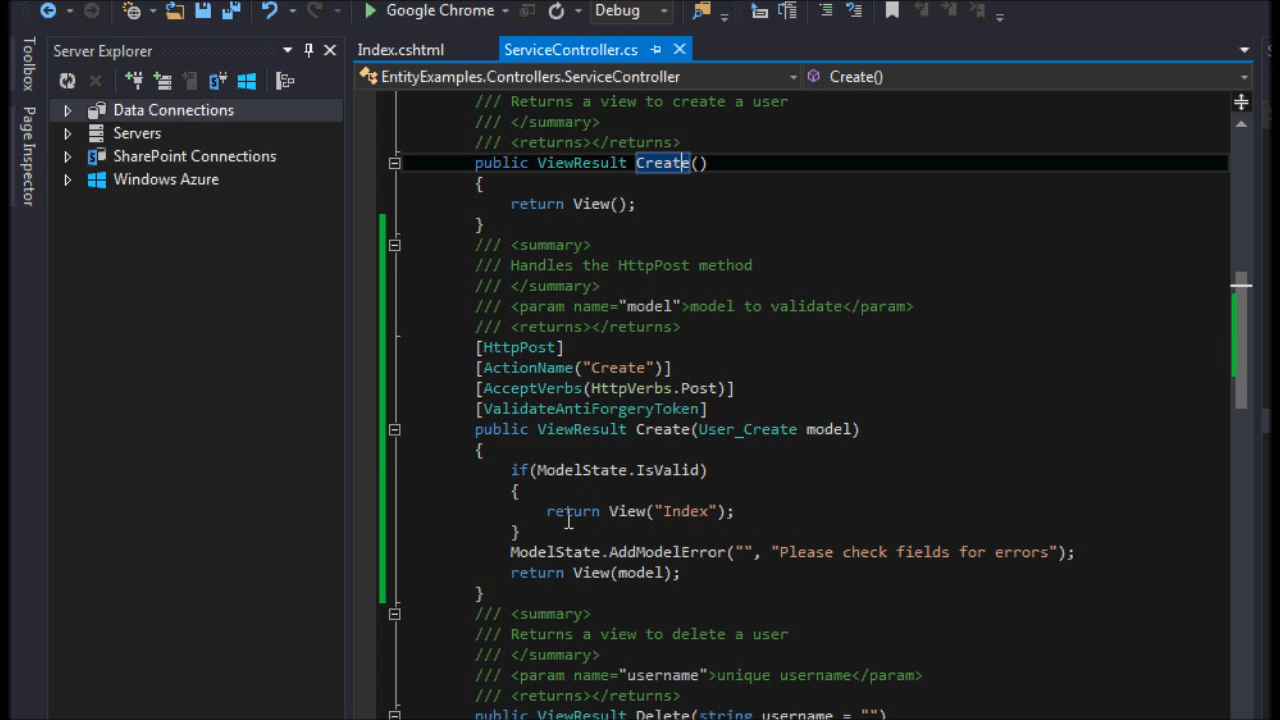 Google Chrome
Debug
Toolbox
Page Inspector
Server Explorer
Data Connections
Servers
SharePoint Connections
Windows Azure
Index.cshtml
ServiceController.cs
EntityExamples.Controllers.ServiceController
Create()
/// Returns a view to create a user
/// </summary>
/// <returns></returns>
public ViewResult Create()
{
return View();
}
/// <summary>
/// Handles the HttpPost method
/// </summary>
/// <param name="model">model to validate</param>
/// <returns></returns>
[HttpPost]
[ActionName("Create")]
[AcceptVerbs(HttpVerbs.Post)]
[ValidateAntiForgeryToken]
public ViewResult Create(User_Create model)
{
if(ModelState.IsValid)
{
return View("Index");
}
ModelState.AddModelError("", "Please check fields for errors");
return View(model);
}
/// <summary>
/// Returns a view to delete a user
/// </summary>
/// <param name="username">unique username</param>
/// <returns></returns>
public ViewResult Delete(string username = "")